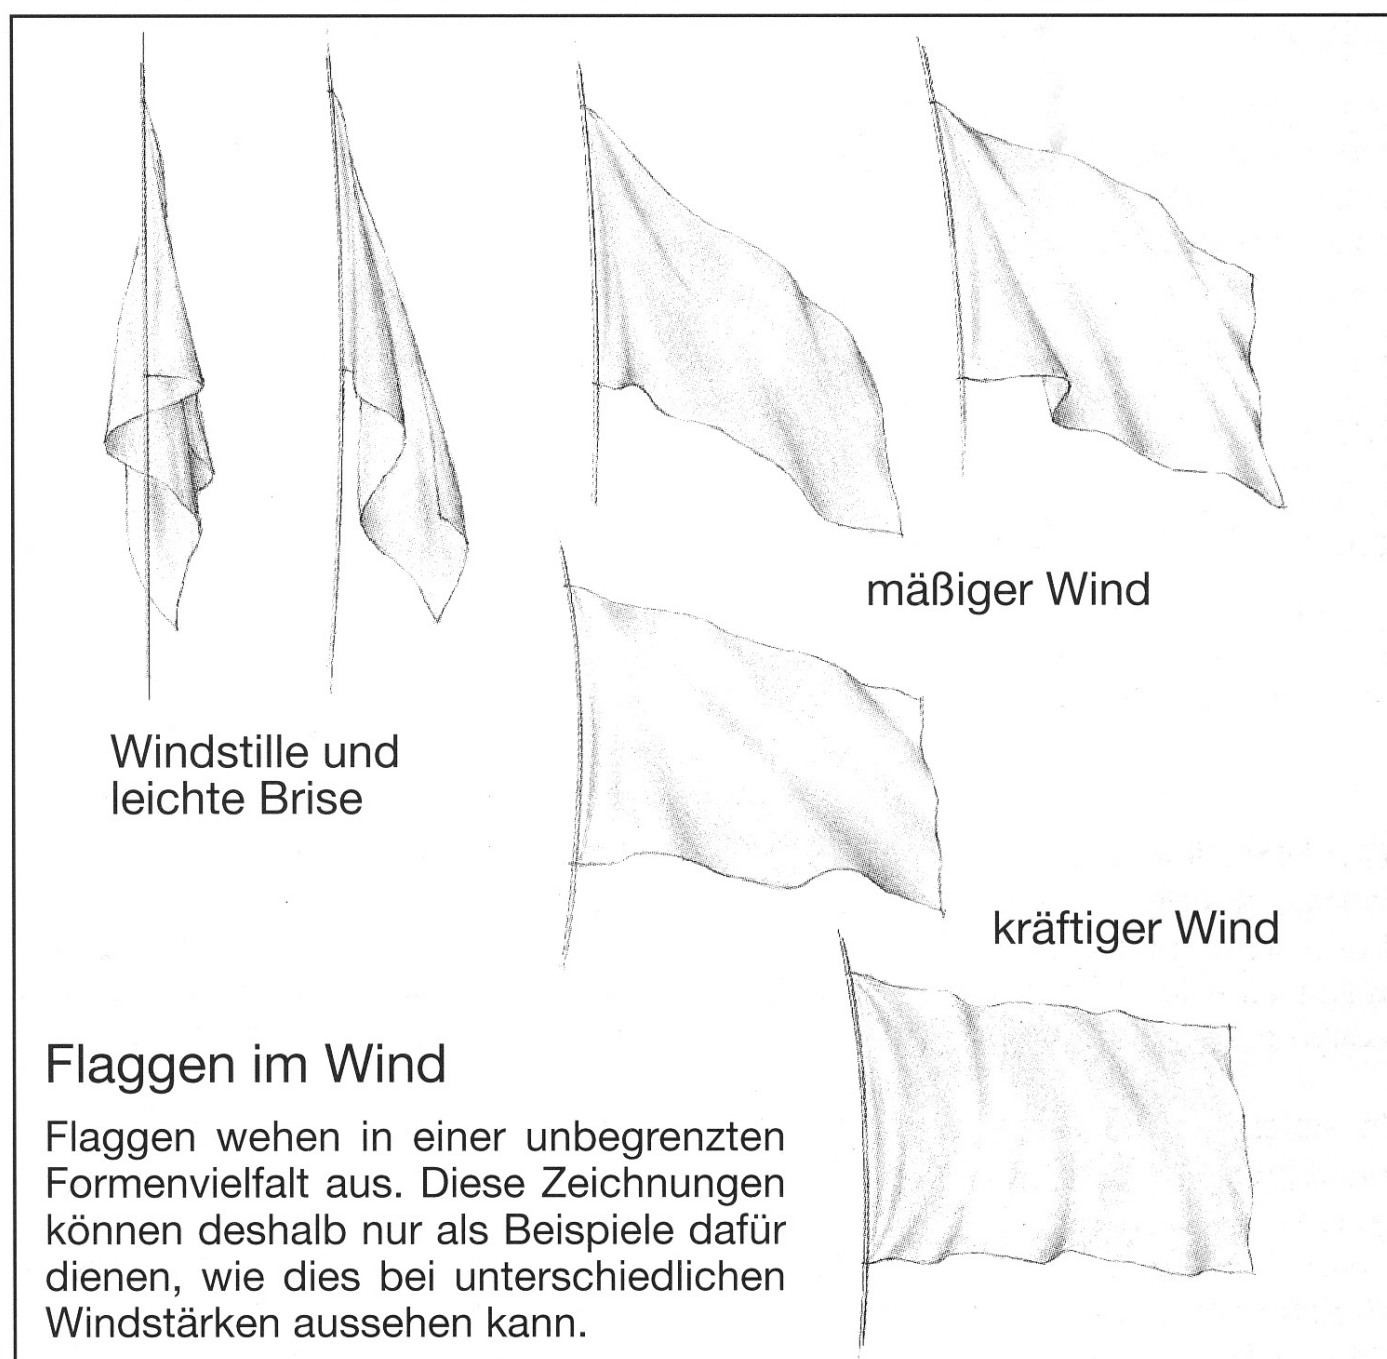 mäßiger Wind
Windstille und
leichte Brise
kräftiger Wind
Flaggen im Wind
Flaggen wehen in einer unbegrenzten
Formenvielfalt aus. Diese Zeichnungen
können deshalb nur als Beispiele dafür
dienen, wie dies bei unterschiedlichen
Windstärken aussehen kann.